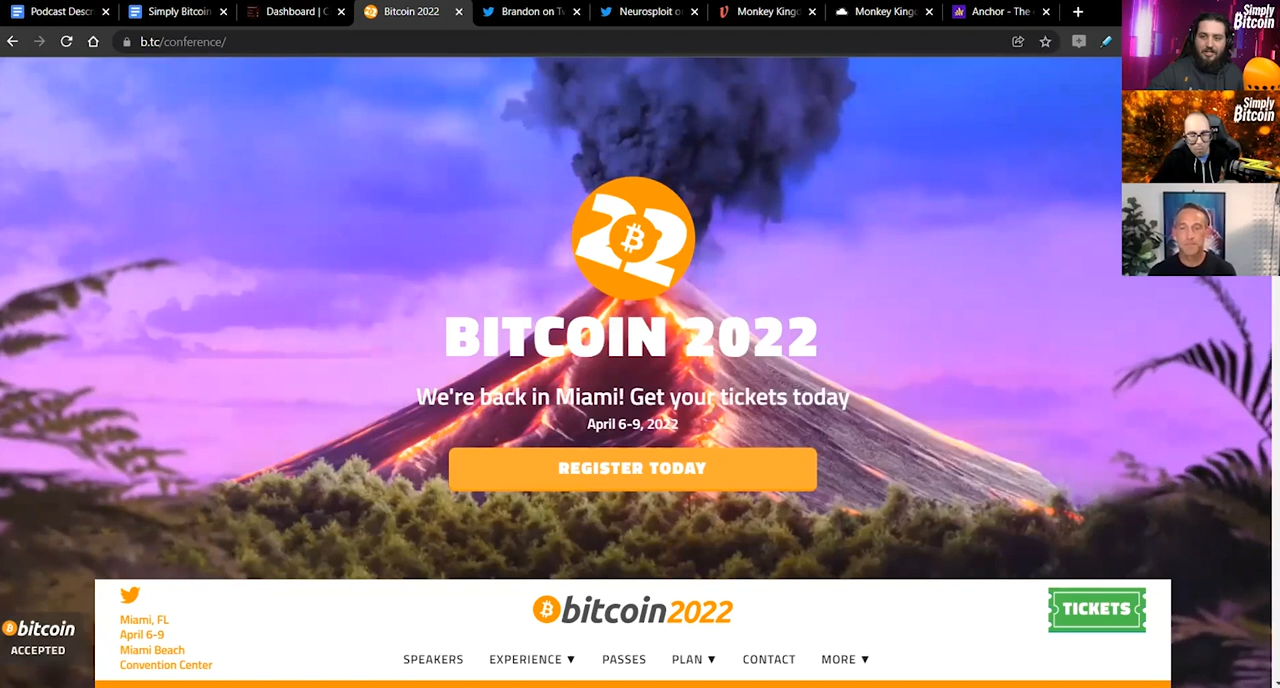 Podcast Descr
Simply Bitcoin
Dashboard | C
Bitcoin 2022
Brandon on Tw
Neurosploit o
Monkey King
Monkey King
Anchor - The
b.tc/conference/
Simply
Bitcoin
Simply
Bitcoin
22
BITCOIN 2022
We're back in Miami! Get your tickets today
April 6-9, 2022
REGISTER TODAY
Miami, FL
April 6-9
Miami Beach
Convention Center
bitcoin2022
TICKETS
bitcoin
ACCEPTED
SPEAKERS EXPERIENCE ▼ PASSES PLAN ▼ CONTACT MORE ▼